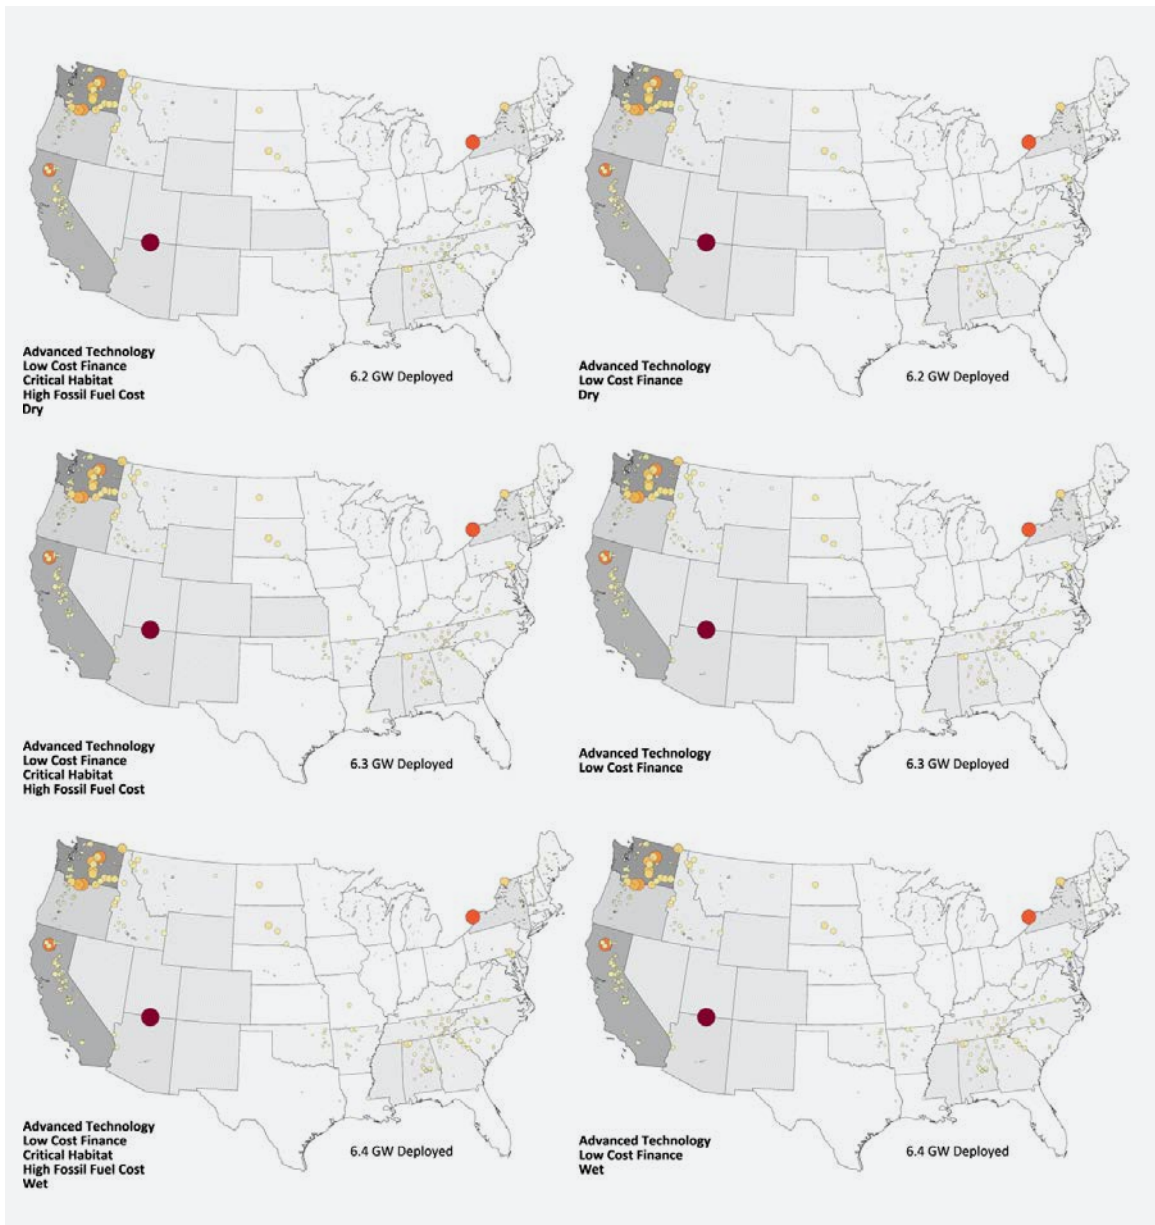 Advanced Technology
Low Cost Finance
Critical Habitat
High Fossil Fuel Cost
Dry
6.2 GW Deployed
Advanced Technology
Low Cost Finance
Dry
6.2 GW Deployed
Advanced Technology
Low Cost Finance
Critical Habitat
High Fossil Fuel Cost
6.3 GW Deployed
Advanced Technology
Low Cost Finance
6.3 GW Deployed
Advanced Technology
Low Cost Finance
Critical Habitat
High Fossil Fuel Cost
Wet
6.4 GW Deployed
Advanced Technology
Low Cost Finance
Wet
6.4 GW Deployed